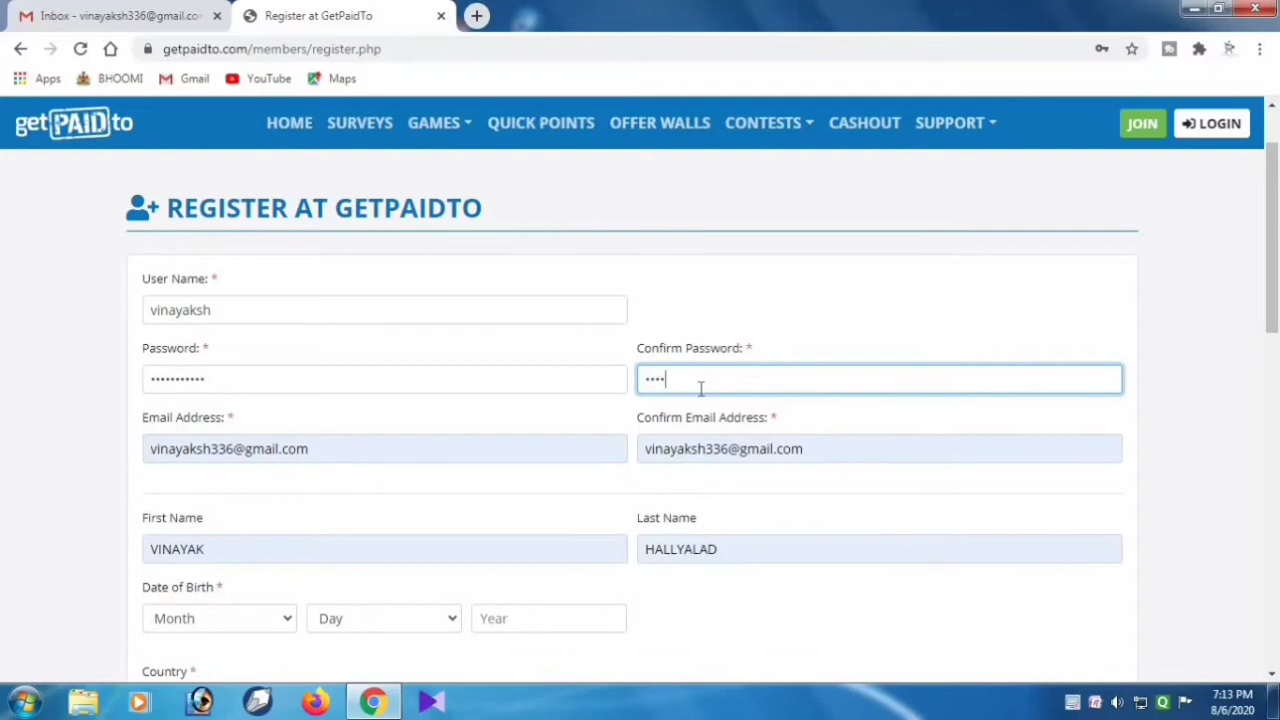 Inbox - vinayaksh336@gmail.co
Register at GetPaidTo
getpaidto.com/members/register.php
Apps BHOOMI Gmail YouTube Maps
get PAID to HOME SURVEYS GAMES QUICK POINTS OFFER WALLS CONTESTS CASHOUT SUPPORT JOIN LOGIN
REGISTER AT GETPAIDTO
User Name: *
vinayaksh
Password: * Confirm Password: *
Email Address: * Confirm Email Address: *
vinayaksh336@gmail.com vinayaksh336@gmail.com
First Name Last Name
VINAYAK HALLYALAD
Date of Birth *
Month Day Year
Country *
7:13 PM
8/6/2020